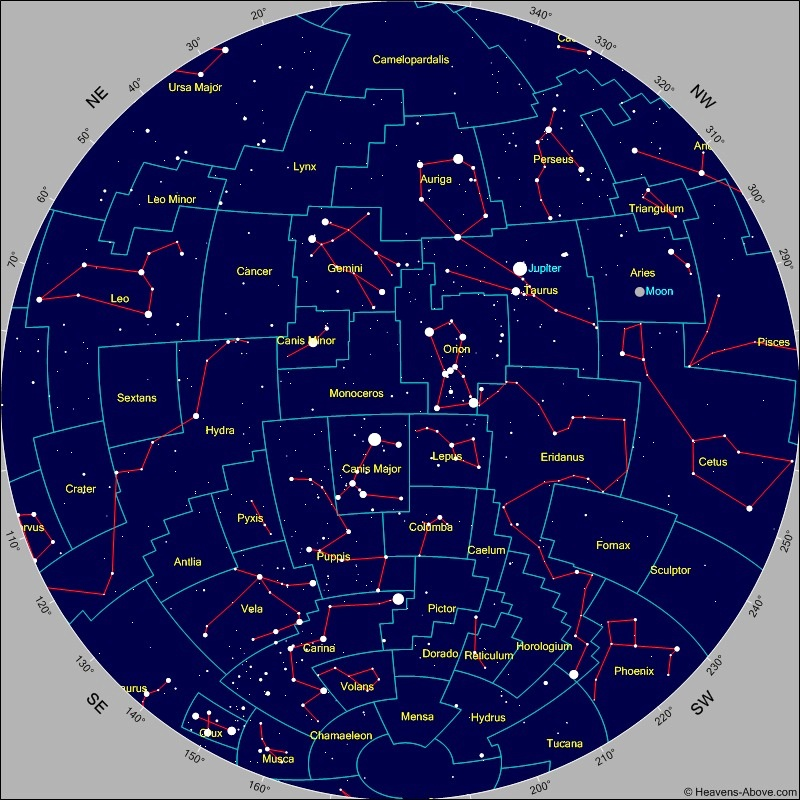 20°
340°
Ca
330°
30°
Camelopardalis
Ursa Major
320°
NE
40°
NW
50°
310°
Perseus
And
Lynx
Auriga
60°
Leo Minor
300°
Triangulum
70°
Cancer
Gemini
Jupiter
Aries
290°
Leo
Taurus
Moon
Canis Minor
Orion
Pisces
Sextans
Monoceros
Hydra
Lepus
Eridanus
Cetus
Canis Major
Crater
Pyxis
rvus
Columba
110°
Caelum
Fornax
250°
Antlia
Puppis
Sculptor
120°
Vela
Pictor
240°
Carina
Horologium
130°
Dorado
Reticulum
Phoenix
230°
aurus
Volans
SE
140°
Mensa
Hydrus
220°
SW
Crux
Chamaeleon
Tucana
150°
Musca
210°
160°
200°
© Heavens-Above.com